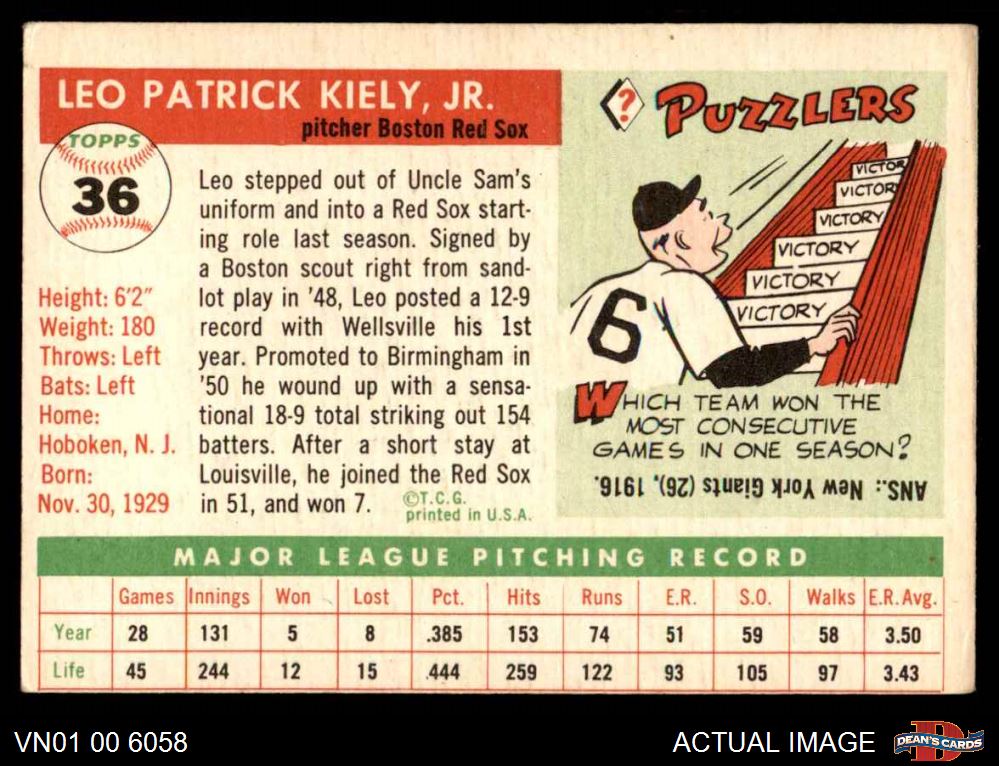 LEO PATRICK KIELY, JR.
pitcher Boston Red Sox
TOPPS
36
Height: 6'2"
Weight: 180
Throws: Left
Bats: Left
Home:
Hoboken, N. J.
Born:
Nov. 30, 1929
Leo stepped out of Uncle Sam's
uniform and into a Red Sox start-
ing role last season. Signed by
a Boston scout right from sand-
lot play in '48, Leo posted a 12-9
record with Wellsville his 1st
year. Promoted to Birmingham in
'50 he wound up with a sensa-
tional 18-9 total striking out 154
batters. After a short stay at
Louisville, he joined the Red Sox
in 51, and won 7.
©T.C.G.
printed in U.S.A.
? PUZZLERS
VICTOR
VICTOR
VICTORY
VICTORY
VICTORY
VICTORY
6
WHICH TEAM WON THE
MOST CONSECUTIVE
GAMES IN ONE SEASON?
ANS.: New York Giants (26), 1916.
MAJOR LEAGUE PITCHING RECORD
Games Innings Won Lost Pct. Hits Runs E.R. S.O. Walks E.R.Avg.
Year 28 131 5 8 .385 153 74 51 59 58 3.50
Life 45 244 12 15 .444 259 122 93 105 97 3.43
VN01 00 6058
ACTUAL IMAGE
DEAN'S CARDS